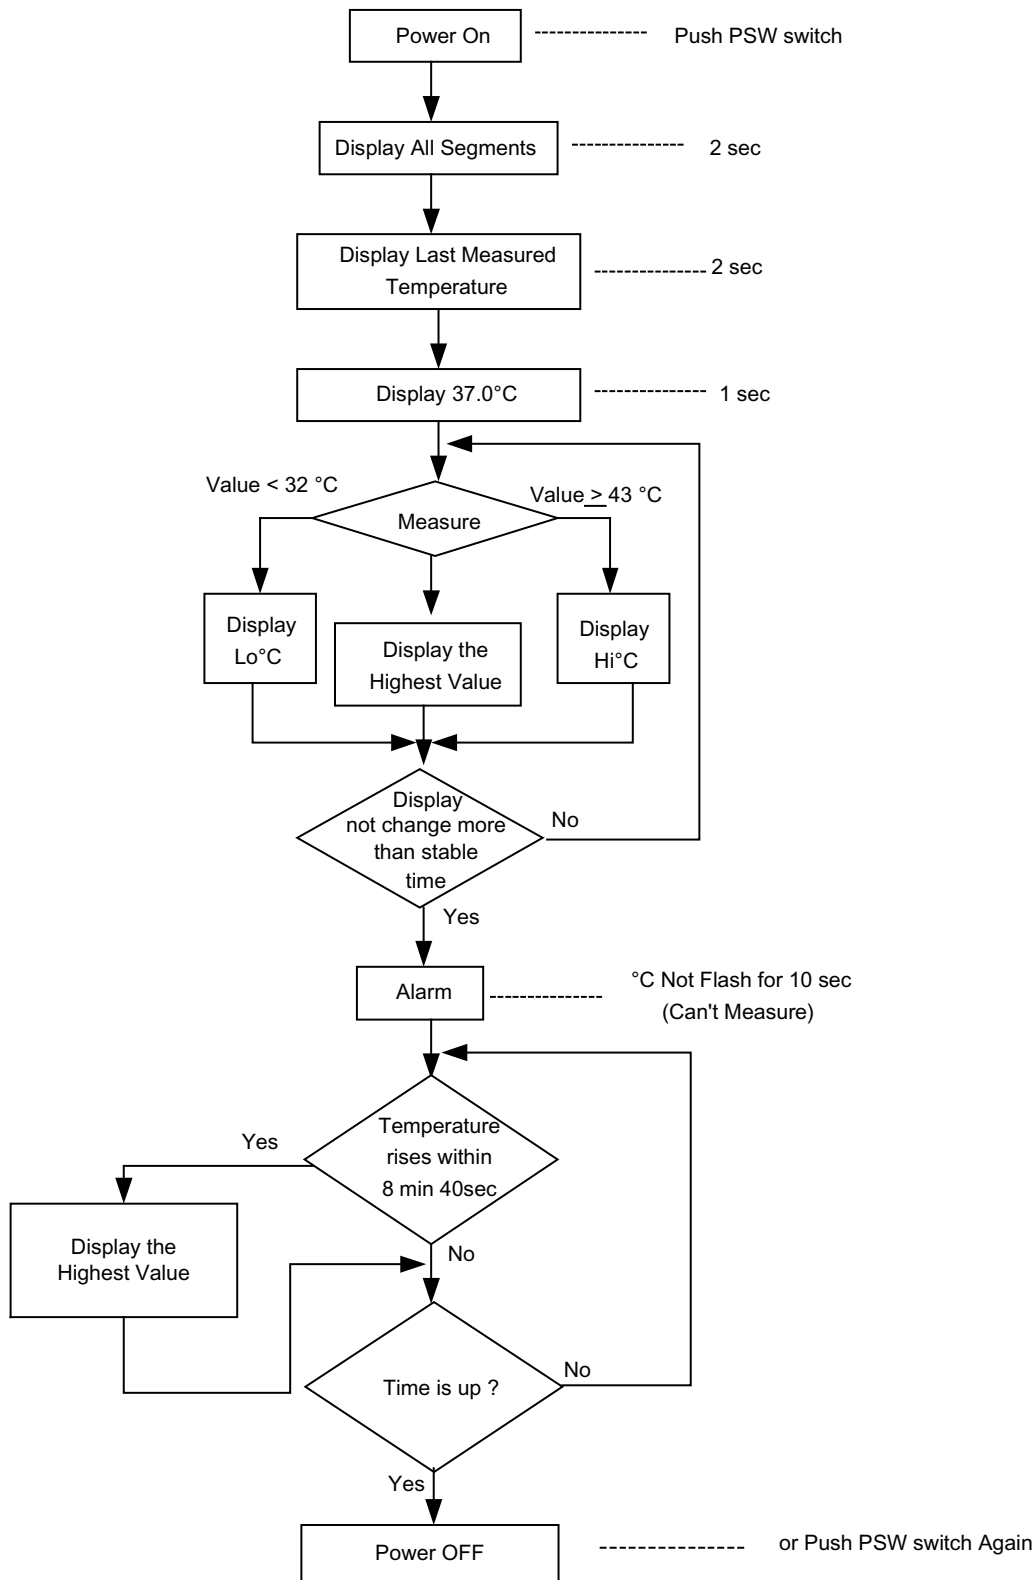 Power On
Push PSW switch
Display All Segments
2 sec
Display Last Measured
Temperature
2 sec
Display 37.0°C
1 sec
Value < 32 °C
Value > 43 °C
Measure
Display
Lo°C
Display the
Highest Value
Display
Hi°C
Display
not change more
than stable
time
No
Yes
Alarm
°C Not Flash for 10 sec
(Can't Measure)
Temperature
rises within
8 min 40sec
Yes
Display the
Highest Value
No
Time is up ?
No
Yes
Power OFF
or Push PSW switch Again